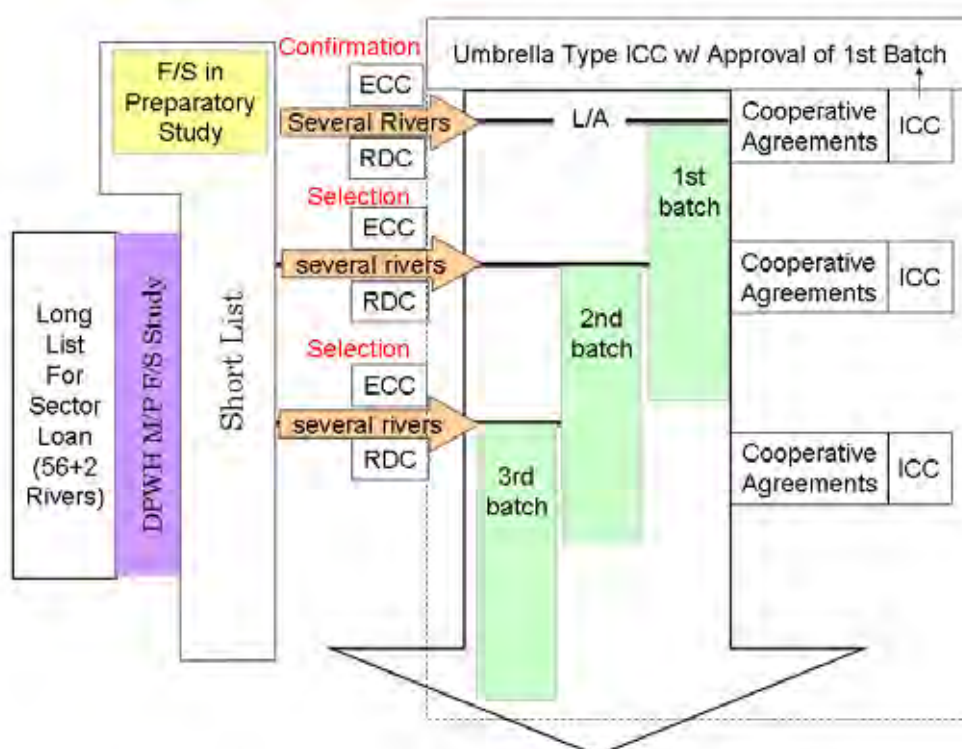 Umbrella Type ICC w/ Approval of 1st Batch
F/S in
Preparatory
Study
Confirmation
ECC
Several Rivers
RDC
L/A
Cooperative
Agreements
ICC
1st
batch
Selection
ECC
several rivers
RDC
Cooperative
Agreements
ICC
2nd
batch
Long
List
For
Sector
Loan
(56+2
Rivers)
DPWH M/P F/S Study
Short List
Selection
ECC
several rivers
RDC
3rd
batch
Cooperative
Agreements
ICC